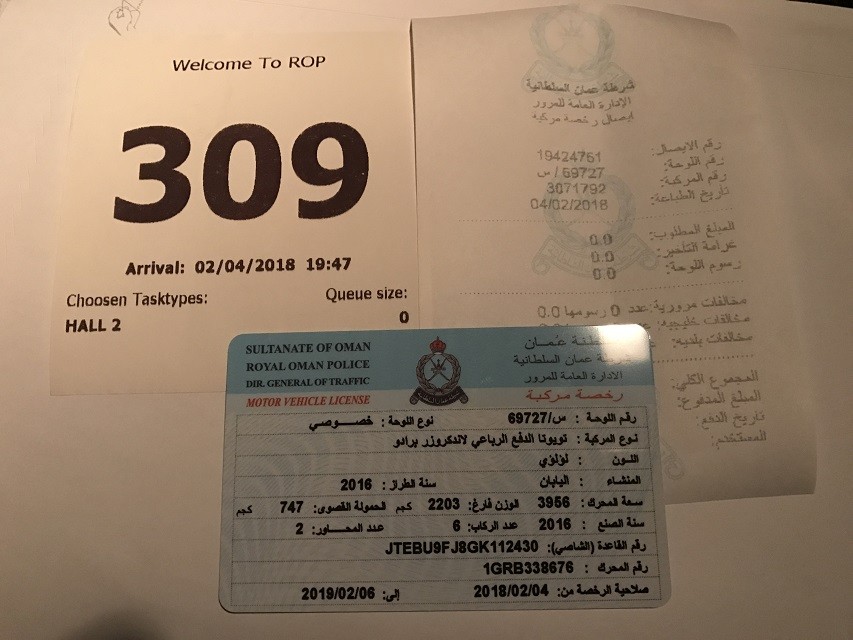 Welcome To ROP
309
Arrival: 02/04/2018 19:47
Choosen Tasktypes:
Queue size:
HALL 2
0
شرطة عمان السلطانية
الإدارة العامة للمرور
ايصال رخصة مركبة
رقم الايصال: 19424761
رقم اللوحة: 69727 / س
رقم المركبة: 3071792
تاريخ الطباعة: 04/02/2018
المبلغ المطلوب: 0.0
غرامة التأخير: 0.0
رسوم اللوحة: 0.0
مخالفات مرورية: عدد 0 رسومها 0.0
مخالفات خليجية: عدد
مخالفات بلدية:
المجموع الكلي:
المبلغ المدفوع:
تاريخ الدفع:
المستخدم:
SULTANATE OF OMAN
ROYAL OMAN POLICE
DIR. GENERAL OF TRAFFIC
MOTOR VEHICLE LICENSE
سلطنة عُمان
شرطة عمان السلطانية
الادارة العامة للمرور
رخصة مركبة
رقم اللوحة : س/69727 نوع اللوحة : خصوصي
نوع المركبة : تويوتا الدفع الرباعي لاندكروزر برادو
اللون : لؤلؤي
المنشاء : اليابان سنة الطراز : 2016
سعة المحرك: 3956 الوزن فارغ: 2203 كجم الحمولة القصوى: 747 كجم
سنة الصنع : 2016 عدد الركاب: 6 عدد المحاور : 2
رقم القاعدة (الشاصي): JTEBU9FJ8GK112430
رقم المحرك : 1GRB338676
صلاحية الرخصة من: 2018/02/04 إلى: 2019/02/06